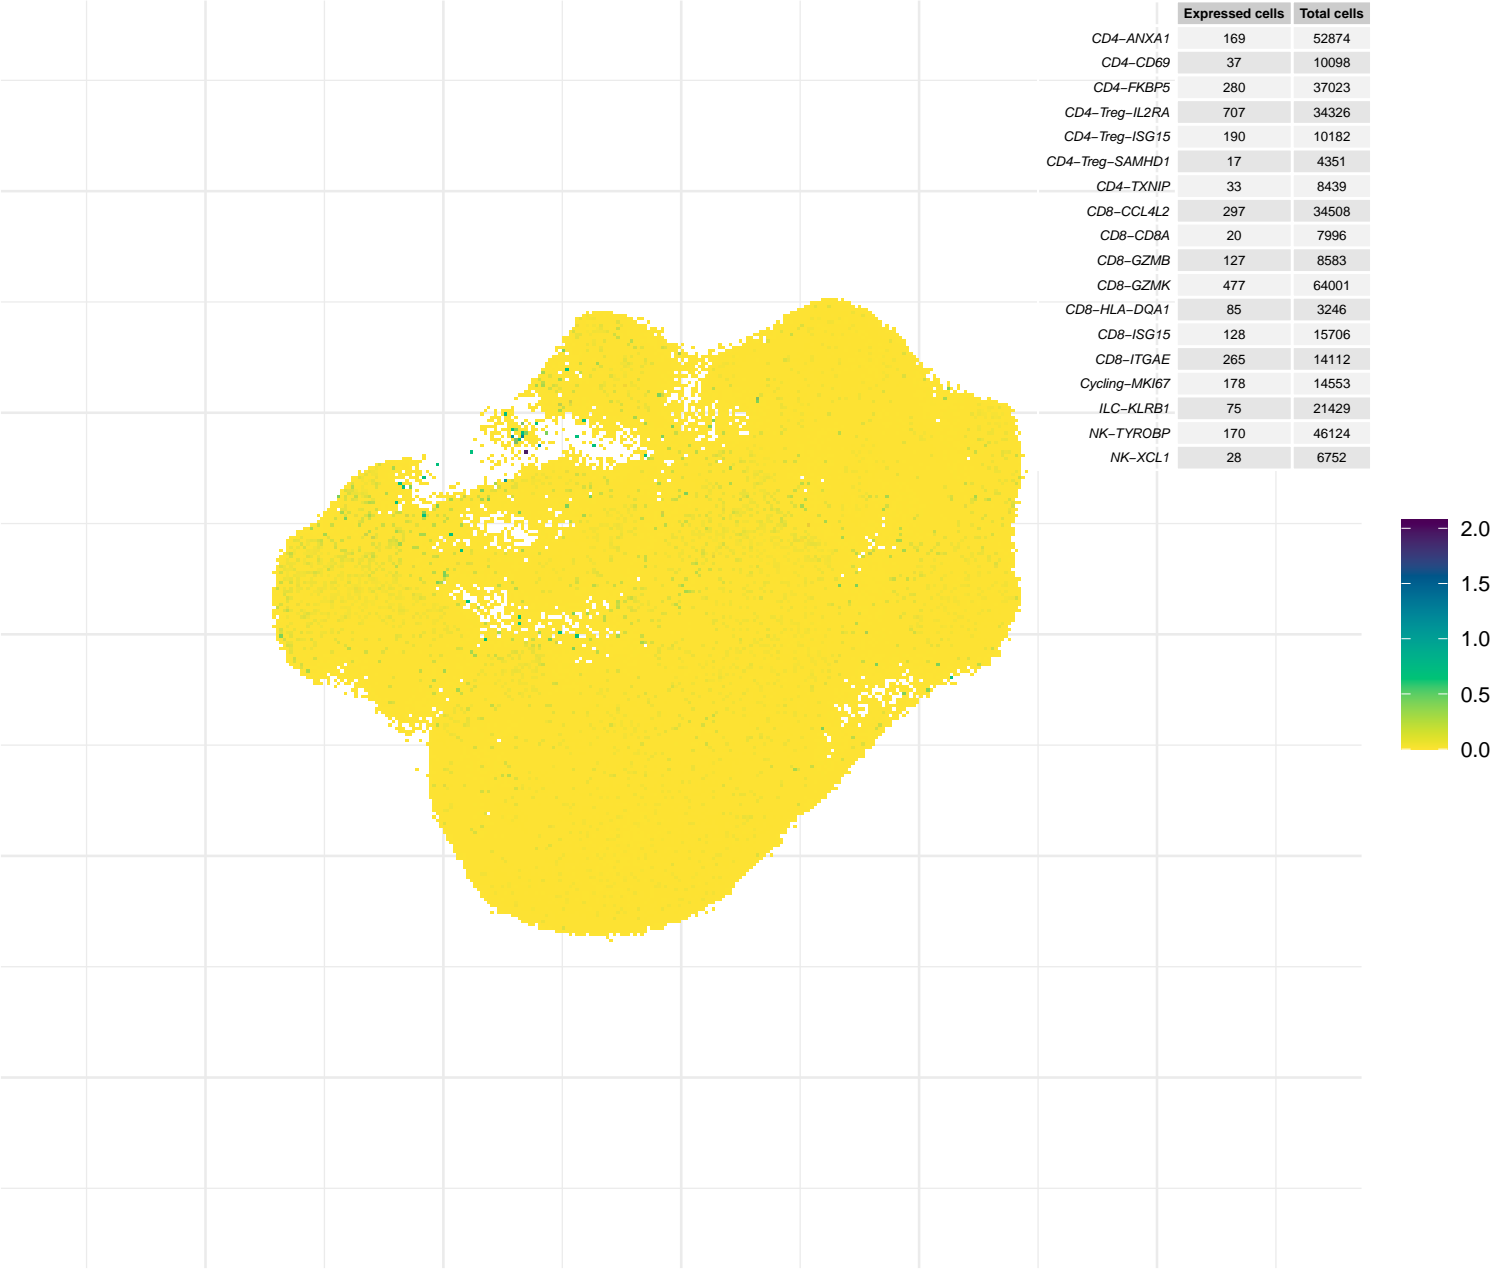 Expressed cells Total cells
CD4−ANXA1 169 52874
CD4−CD69 37 10098
CD4−FKBP5 280 37023
CD4−Treg−IL2RA 707 34326
CD4−Treg−ISG15 190 10182
CD4−Treg−SAMHD1 17 4351
CD4−TXNIP 33 8439
CD8−CCL4L2 297 34508
CD8−CD8A 20 7996
CD8−GZMB 127 8583
CD8−GZMK 477 64001
CD8−HLA−DQA1 85 3246
CD8−ISG15 128 15706
CD8−ITGAE 265 14112
Cycling−MKI67 178 14553
ILC−KLRB1 75 21429
NK−TYROBP 170 46124
NK−XCL1 28 6752
2.0
1.5
1.0
0.5
0.0